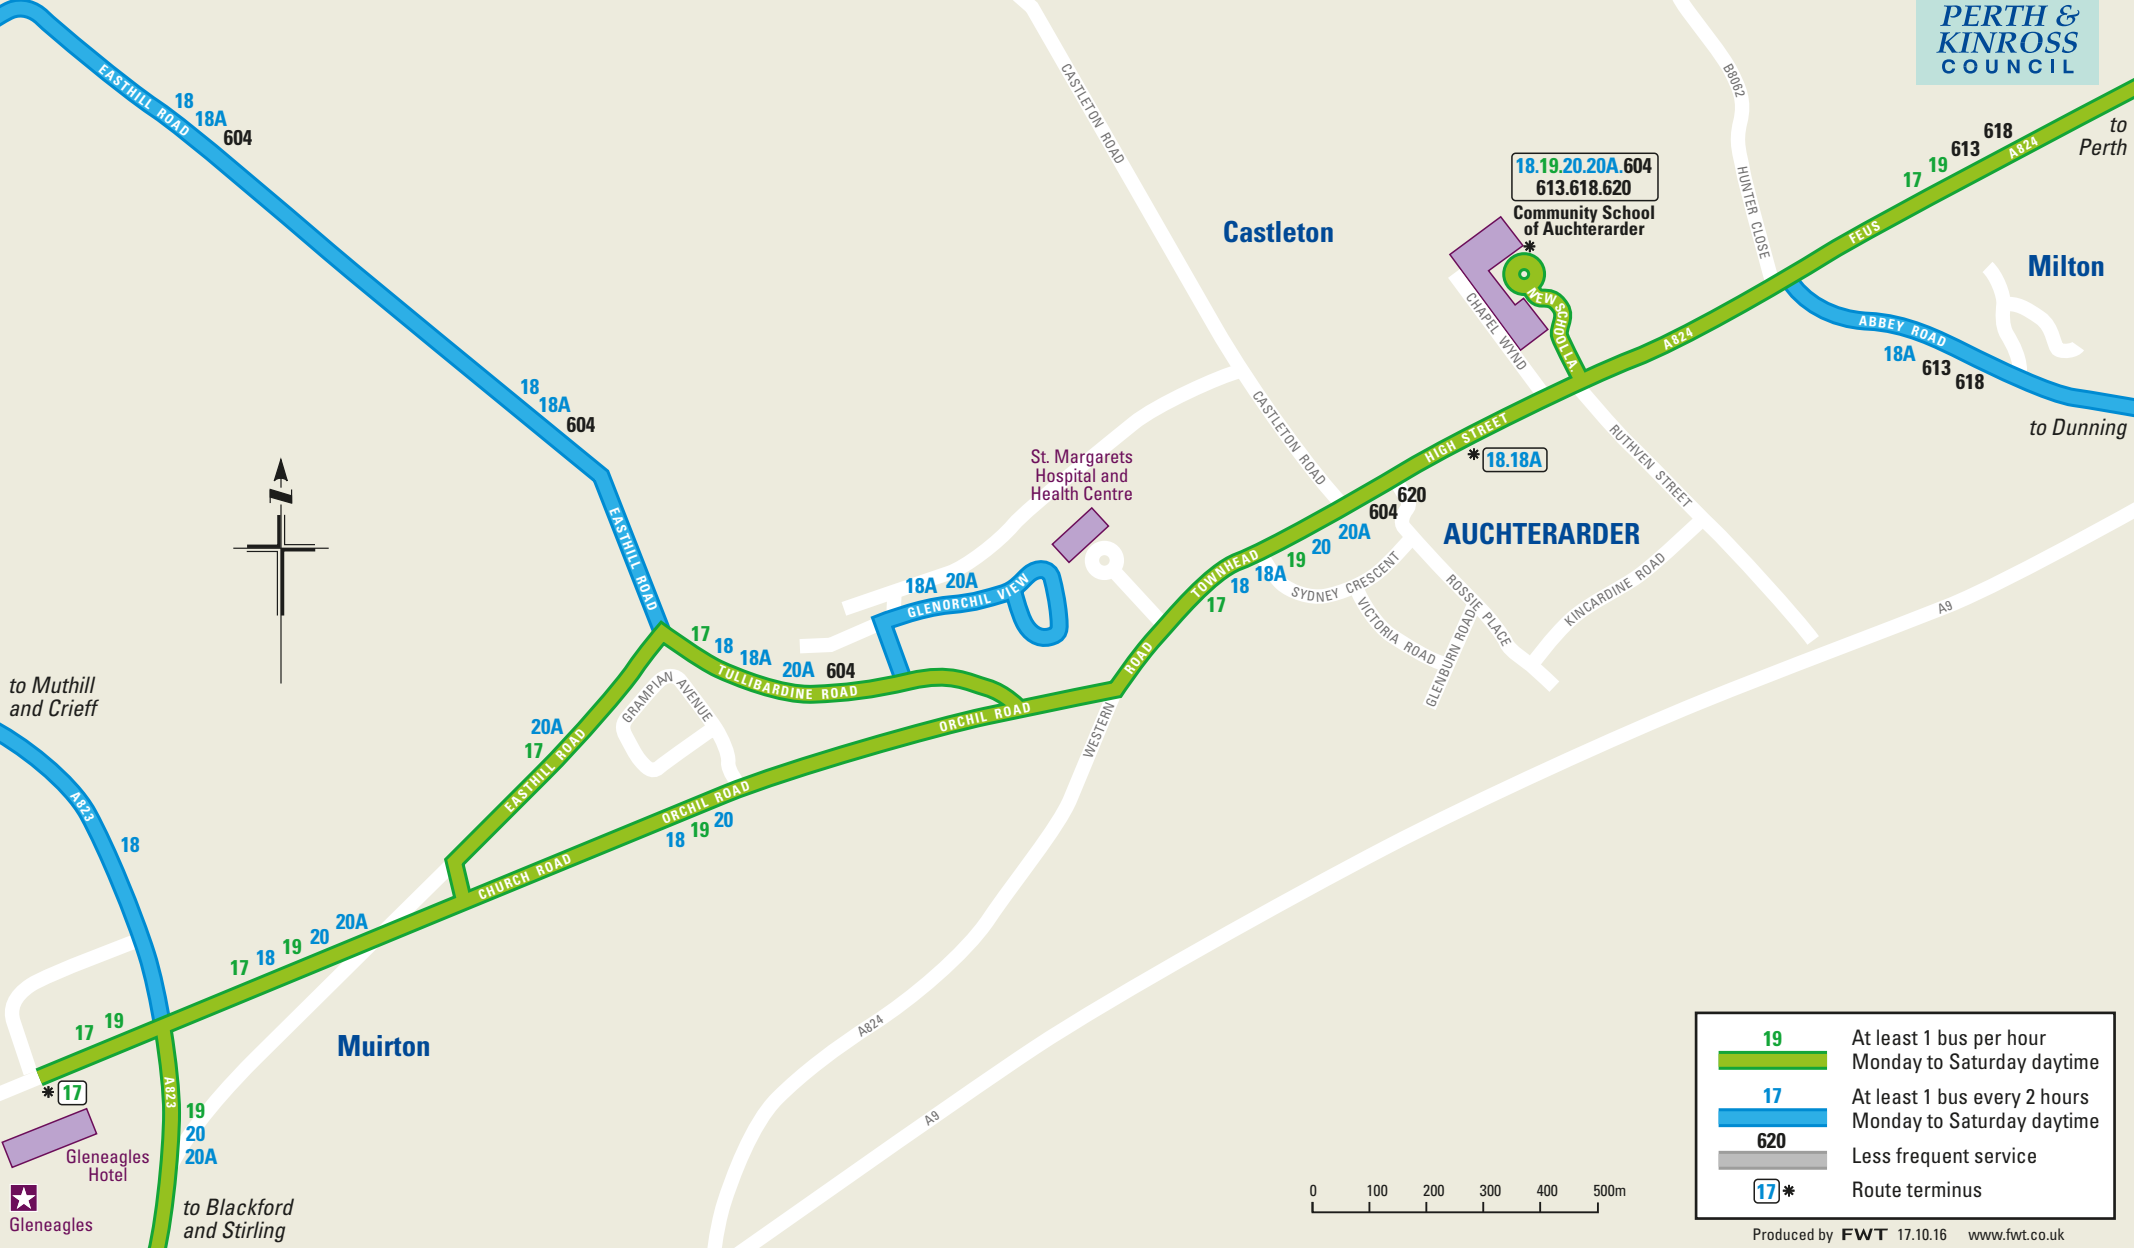 PERTH &
KINROSS
COUNCIL
EASTHILL ROAD
18
18A
604
CASTLETON ROAD
B8062
HUNTER CLOSE
618
613
19
17
A824
to
Perth
FEUS
18.19.20.20A.604
613.618.620
Community School
of Auchterarder
NEW SCHOOL LA.
CHAPEL WYND
Castleton
Milton
ABBEY ROAD
18A
613
618
to Dunning
A824
18
18A
604
EASTHILL ROAD
N
CASTLETON ROAD
HIGH STREET
18.18A
RUTHVEN STREET
620
604
20A
20
19
18A
18
17
AUCHTERARDER
St. Margarets
Hospital and
Health Centre
TOWNHEAD
SYDNEY CRESCENT
VICTORIA ROAD
GLENBURN ROAD
ROSSIE PLACE
KINCARDINE ROAD
A9
18A
20A
GLENORCHIL VIEW
17
18
18A
20A
604
TULLIBARDINE ROAD
GRAMPIAN
AVENUE
ROAD
WESTERN
ORCHIL ROAD
to Muthill
and Crieff
20A
17
EASTHILL ROAD
A823
18
ORCHIL ROAD
18
19
20
CHURCH ROAD
17
18
19
20
20A
17
19
Muirton
17
A823
19
20
20A
Gleneagles
Hotel
Gleneagles
to Blackford
and Stirling
A824
A9
0 100 200 300 400 500m
19
At least 1 bus per hour
Monday to Saturday daytime
17
At least 1 bus every 2 hours
Monday to Saturday daytime
620
Less frequent service
17
Route terminus
Produced by FWT 17.10.16 www.fwt.co.uk